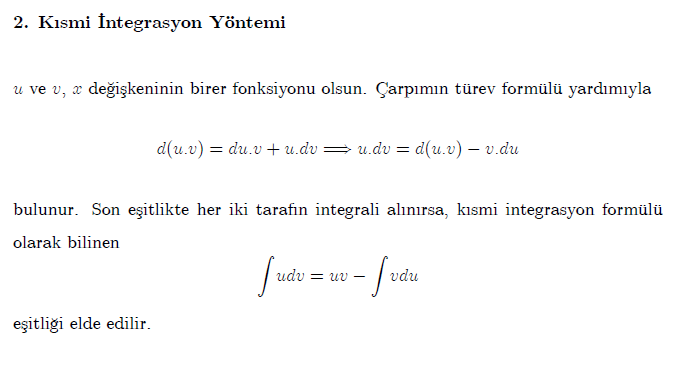 2. Kısmi İntegrasyon Yöntemi
u ve v, x değişkeninin birer fonksiyonu olsun. Çarpımın türev formülü yardımıyla
d(u.v) = du.v + u.dv ⟹ u.dv = d(u.v) − v.du
bulunur. Son eşitlikte her iki tarafın integrali alınırsa, kısmi integrasyon formülü
olarak bilinen
∫ udv = uv − ∫ vdu
eşitliği elde edilir.